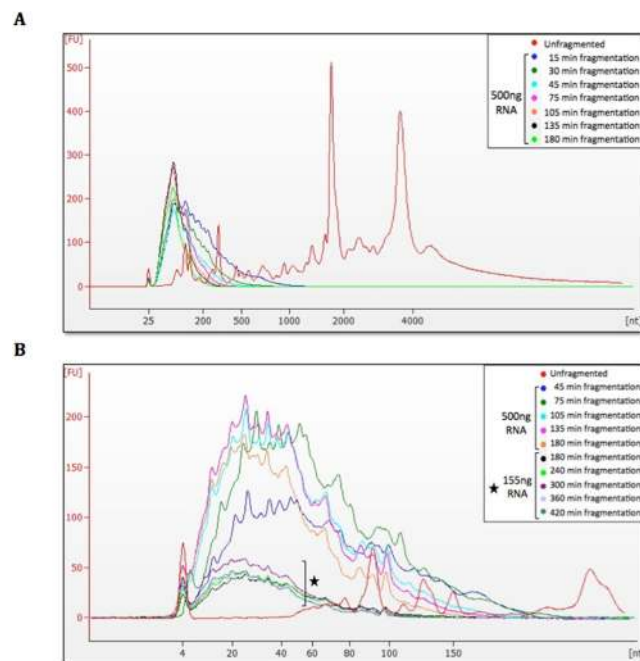 A
[FU]
500
400
300
200
100
0
25
200
500
1000
2000
4000
[nt]
Unfragmented
15 min fragmentation
30 min fragmentation
45 min fragmentation
75 min fragmentation
105 min fragmentation
135 min fragmentation
180 min fragmentation
500ng
RNA
B
[FU]
200
150
100
50
0
4
20
40
60
80
100
150
[nt]
Unfragmented
45 min fragmentation
75 min fragmentation
105 min fragmentation
135 min fragmentation
180 min fragmentation
180 min fragmentation
240 min fragmentation
300 min fragmentation
360 min fragmentation
420 min fragmentation
500ng
RNA
★ 155ng
RNA
★